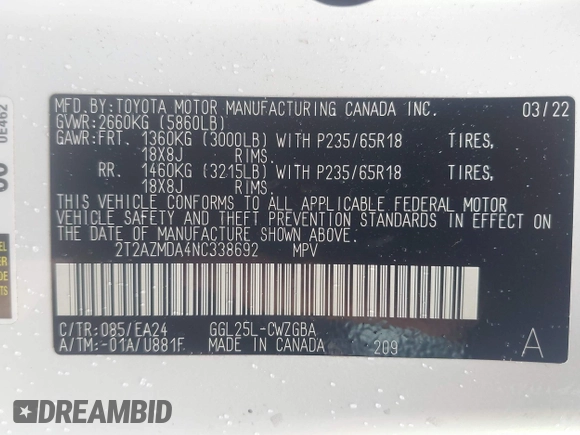 MFD.BY:TOYOTA MOTOR MANUFACTURING CANADA INC. 03/22
GVWR:2660KG (5860LB)
GAWR:FRT. 1360KG (3000LB) WITH P235/65R18 TIRES,
18X8J RIMS.
RR. 1460KG (3215LB) WITH P235/65R18 TIRES,
18X8J RIMS.
THIS VEHICLE CONFORMS TO ALL APPLICABLE FEDERAL MOTOR
VEHICLE SAFETY AND THEFT PREVENTION STANDARDS IN EFFECT ON
THE DATE OF MANUFACTURE SHOWN ABOVE.
2T2AZMDA4NC338692 MPV
C/TR:085/EA24 GGL25L-CWZGBA
A/TM:-01A/U881F MADE IN CANADA 209 A
0E462
DREAMBID